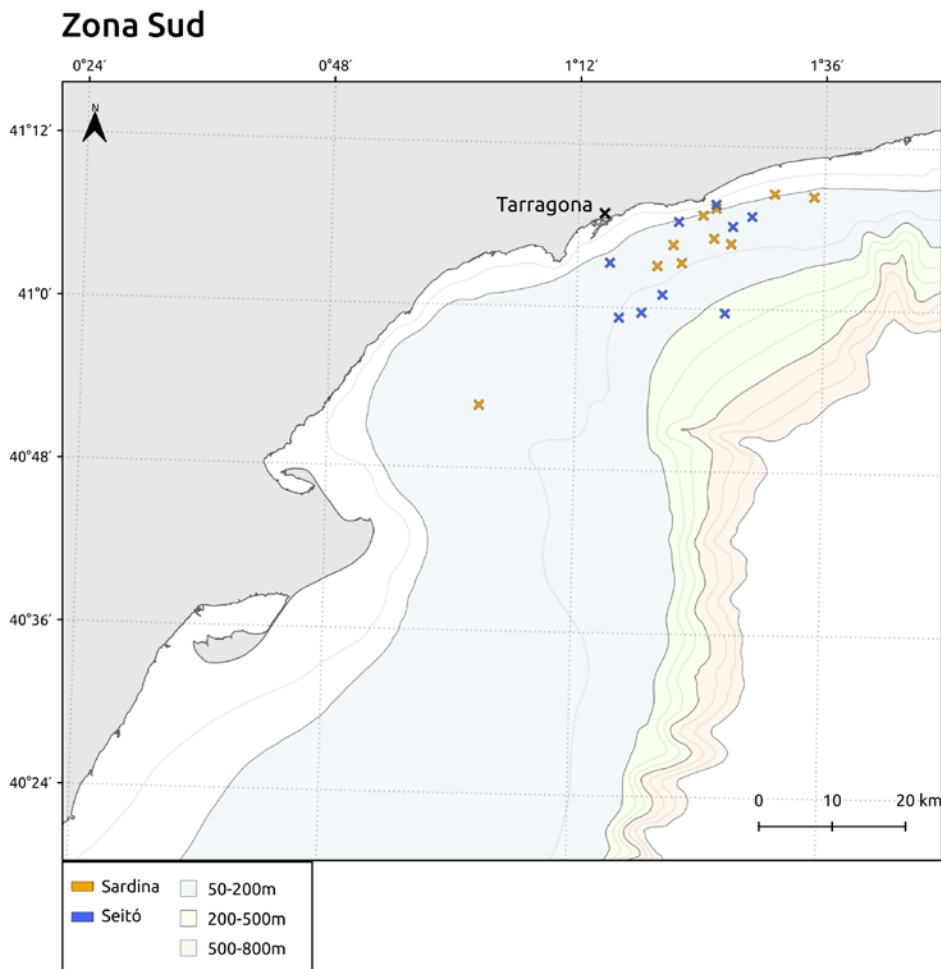 Zona Sud
0°24′ 0°48′ 1°12′ 1°36′
N
41°12′
Tarragona
41°0′
40°48′
40°36′
40°24′
0 10 20 km
Sardina 50-200m
Seitó 200-500m
500-800m